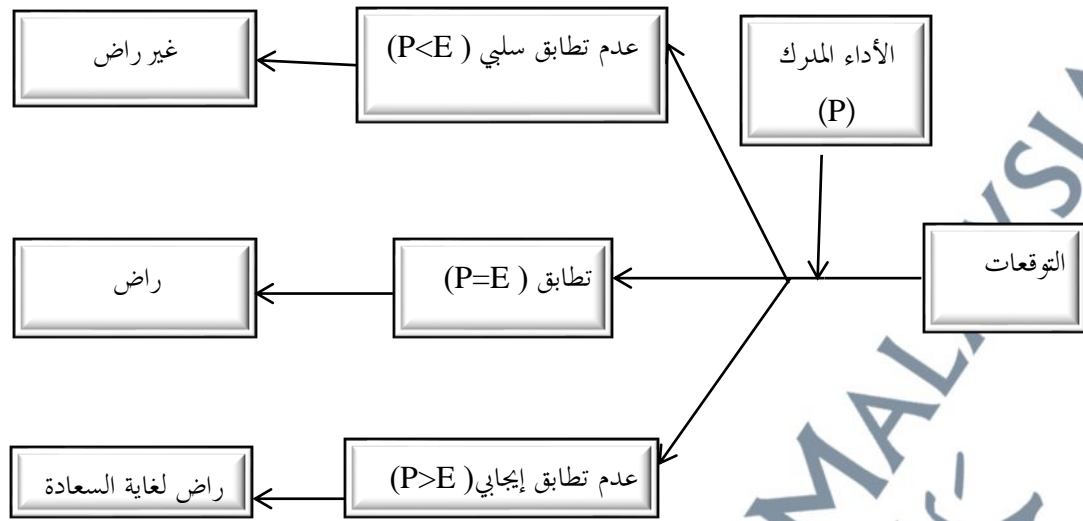 الأداء المدرك
(P)
عدم تطابق سلبي ( P<E)
غير راض
التوقعات
تطابق ( P=E)
راض
عدم تطابق إيجابي( P>E)
راض لغاية السعادة